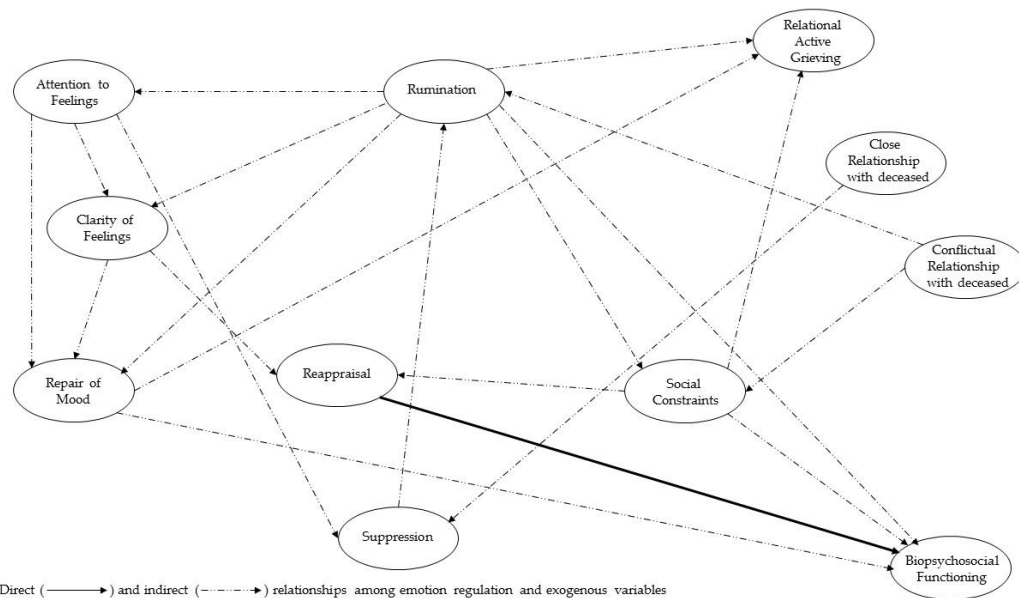 Relational
Active
Grieving
Attention to
Feelings
Rumination
Close
Relationship
with deceased
Clarity of
Feelings
Conflictual
Relationship
with deceased
Repair of
Mood
Reappraisal
Social
Constraints
Suppression
Biopsychosocial
Functioning
Direct ( ) and indirect ( ) relationships among emotion regulation and exogenous variables